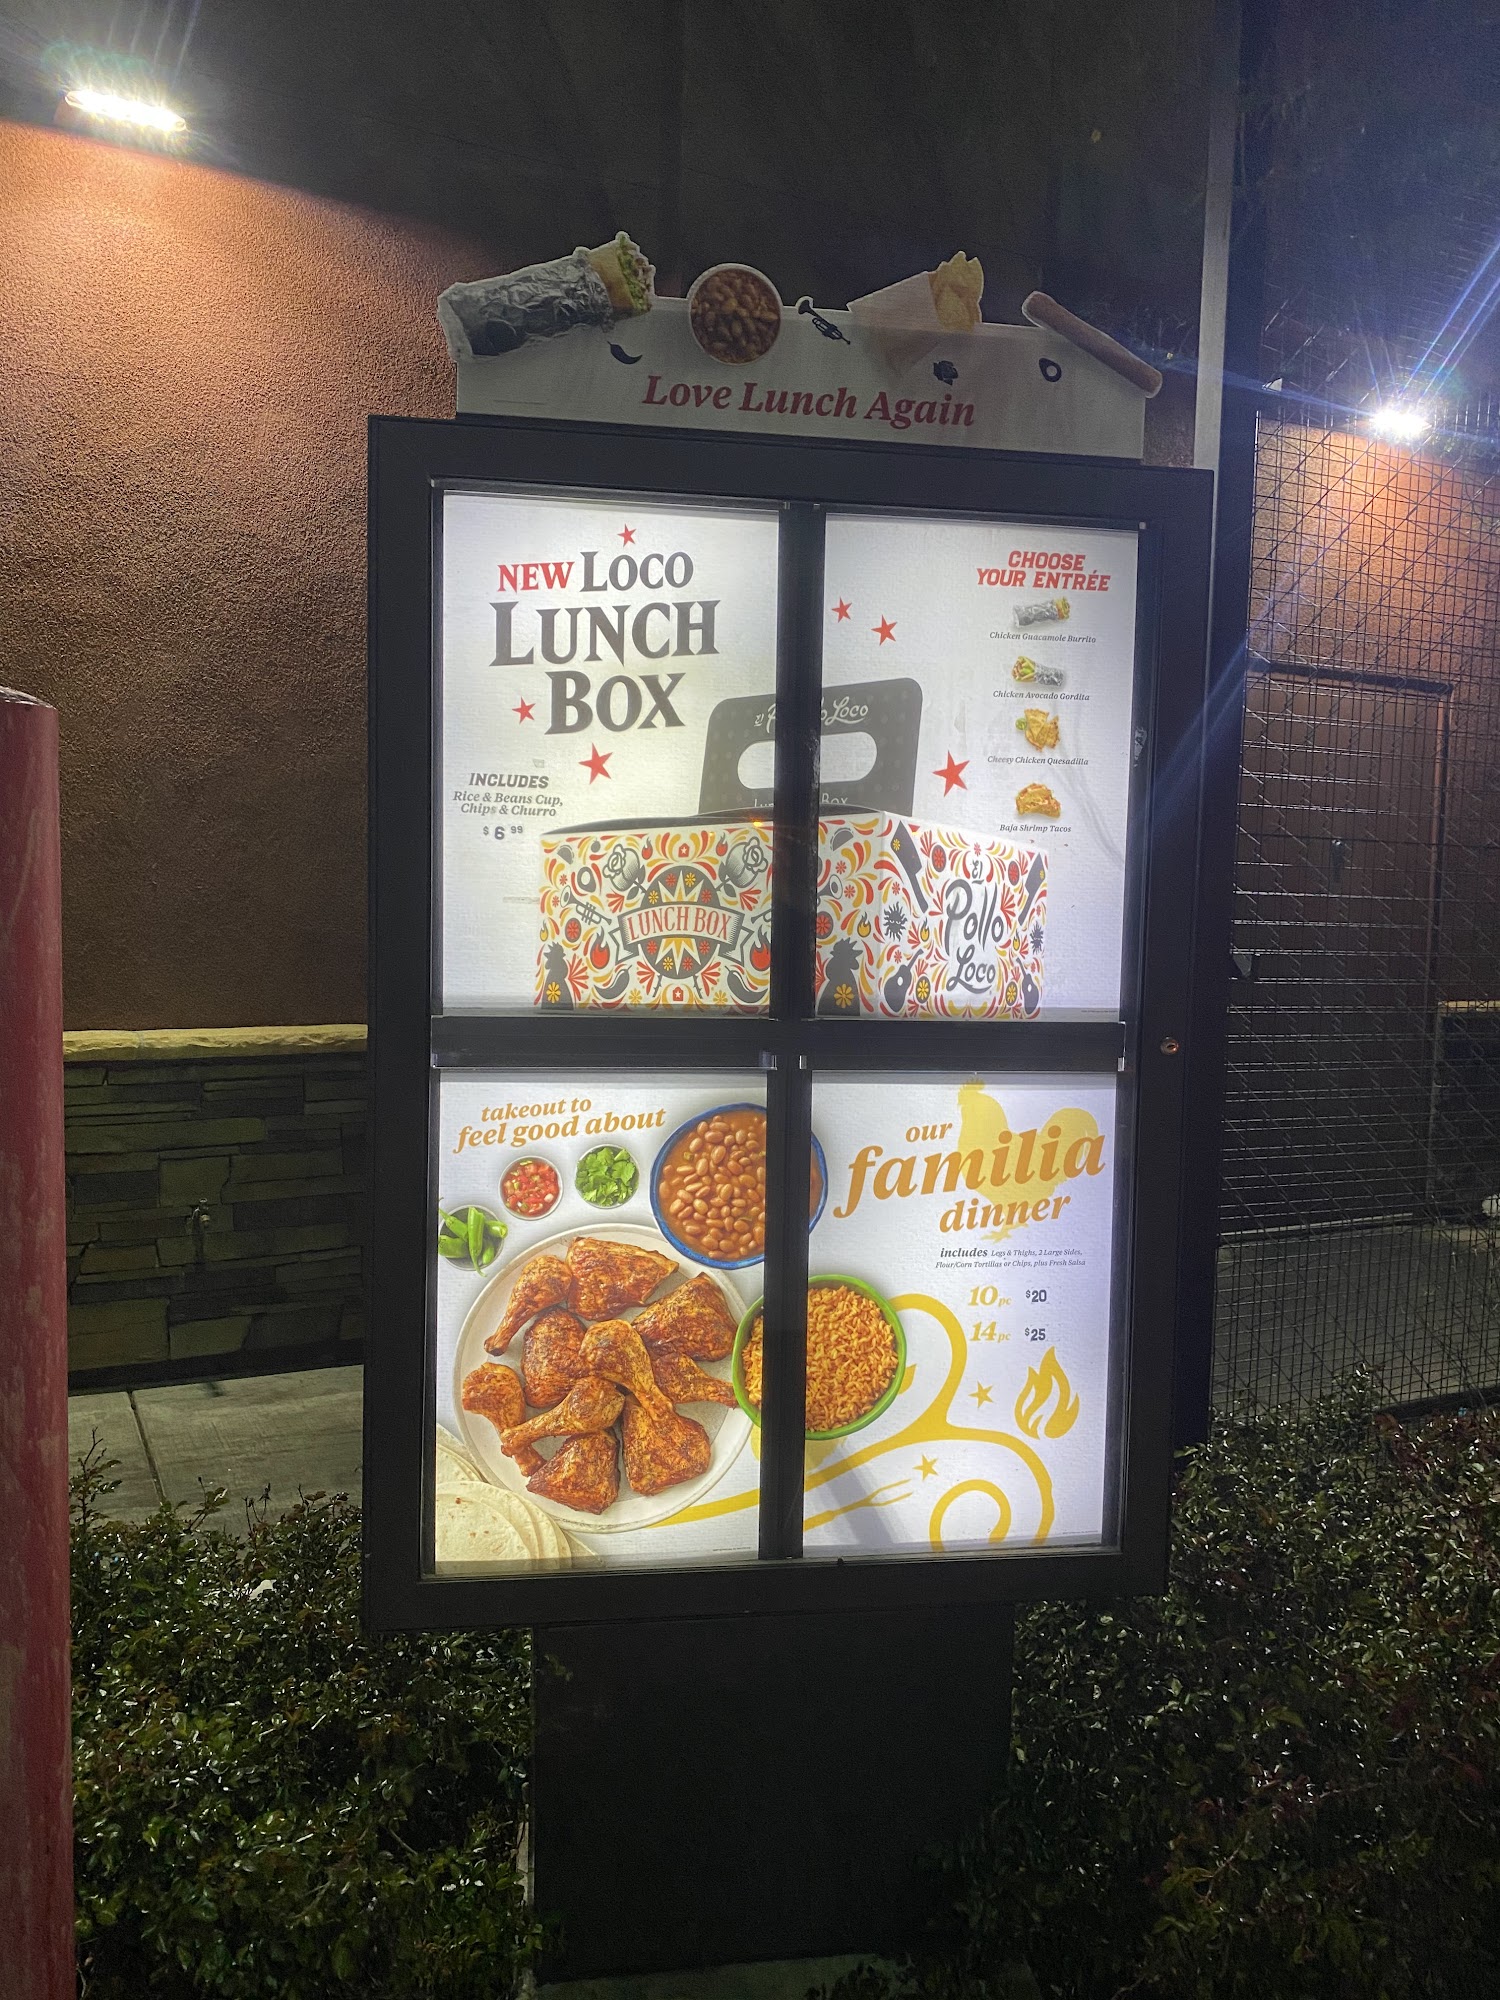 Love Lunch Again
NEW LOCO
LUNCH
BOX
INCLUDES
Rice & Beans Cup,
Chips & Churro
$6 99
CHOOSE
YOUR ENTRÉE
Chicken Guacamole Burrito
Chicken Avocado Gordita
Cheesy Chicken Quesadilla
Baja Shrimp Tacos
Loco
Box
LUNCH BOX
El
Pollo
Loco
takeout to
feel good about
our
familia
dinner
includes Legs & Thighs, 2 Large Sides,
Flour/Corn Tortillas or Chips, plus Fresh Salsa
10pc $20
14pc $25